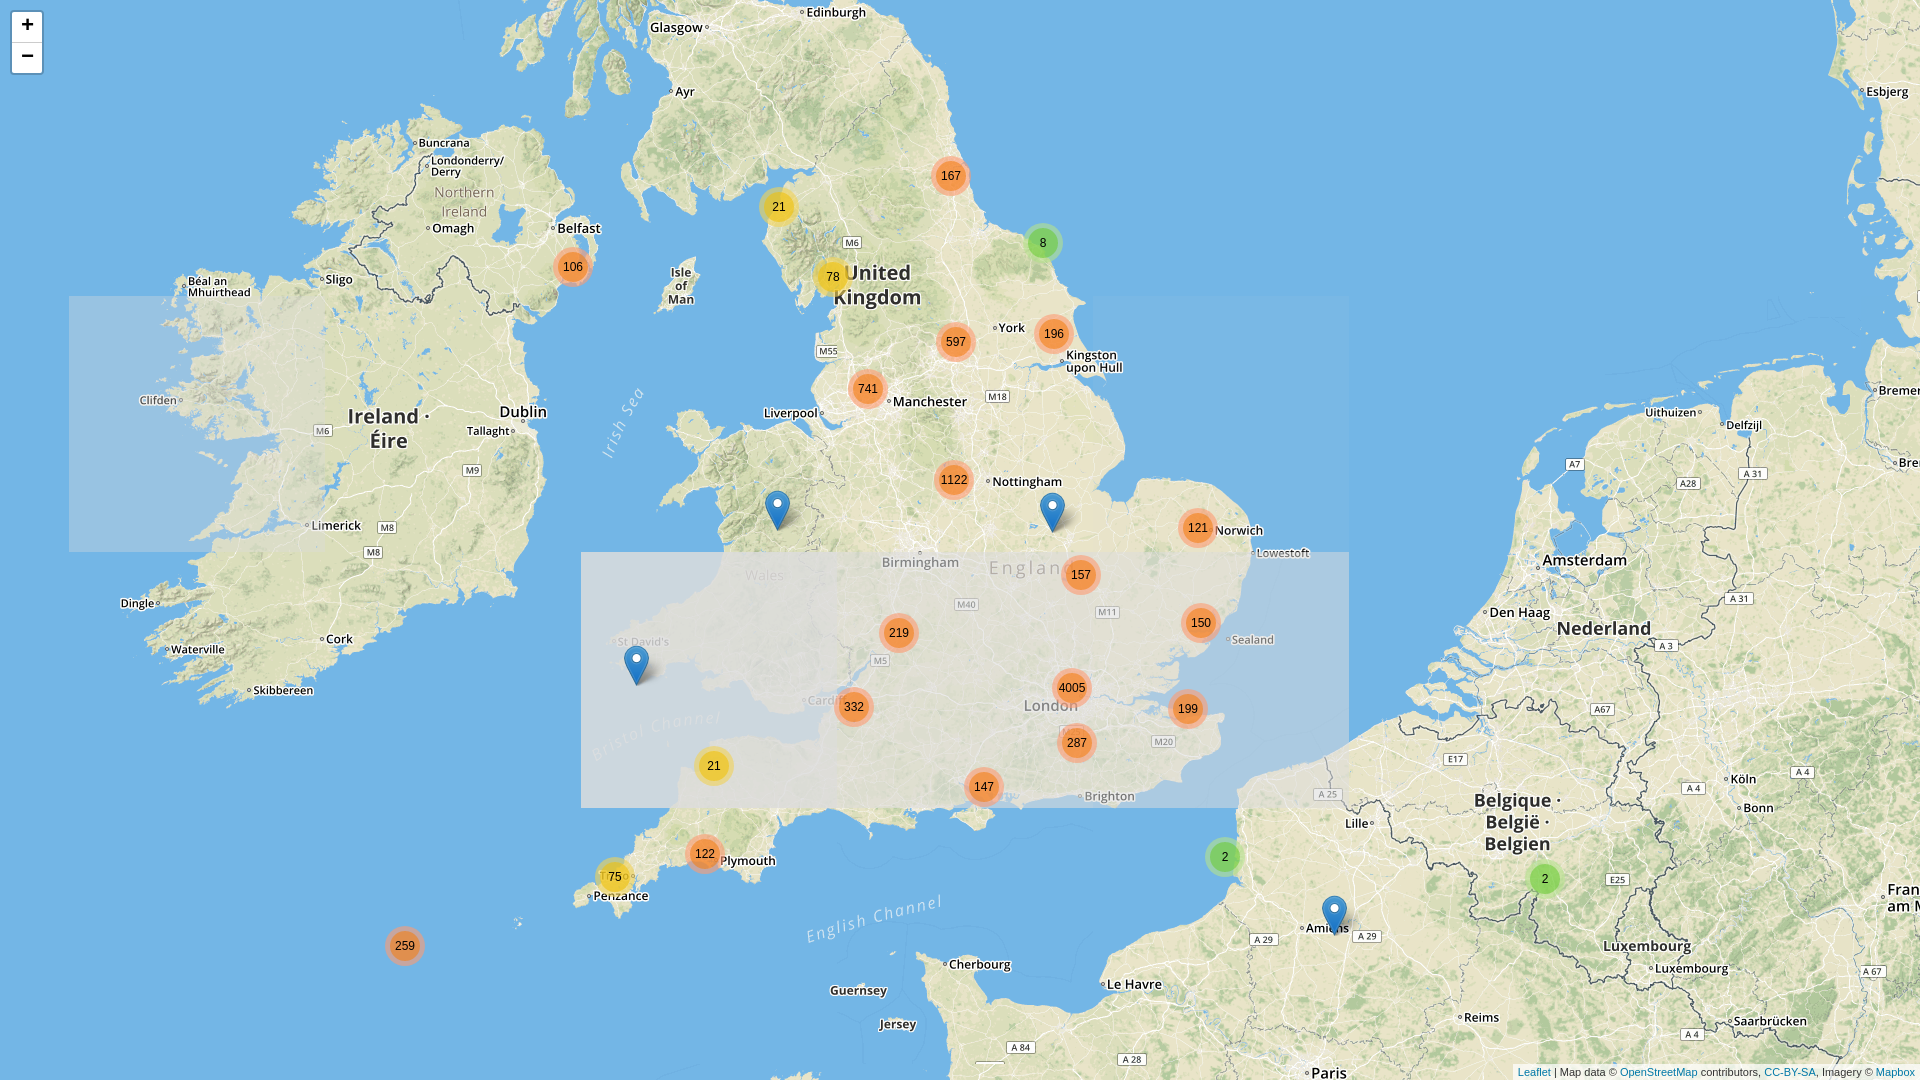 +
−
Edinburgh
Glasgow
Ayr
Esbjerg
Buncrana
Londonderry/
Derry
Northern
Ireland
Omagh
Belfast
167
21
8
M6
106
78
United
Kingdom
Isle
of
Man
Sligo
Béal an
Mhuirthead
York
196
597
M55
Kingston
upon Hull
741
M18
Manchester
Liverpool
Irish Sea
Clifden
Ireland ·
Éire
Dublin
Tallaght
M6
M9
Uithuizen
Delfzijl
A7
A 31
A28
1122
Nottingham
Limerick
M8
M8
121
Norwich
Lowestoft
Birmingham
Wales
Englan
157
Amsterdam
Dingle
M40
M11
A 31
Den Haag
Nederland
219
150
Sealand
Cork
St David's
Waterville
M5
A 3
Skibbereen
4005
London
Cardif
332
199
A67
Bristol Channel
287
M20
E17
21
147
Brighton
A 25
A 4
Köln
A 4
Bonn
Belgique ·
België ·
Belgien
Lille
122
Plymouth
2
75
Penzance
2
E25
English Channel
Amiens
A 29
A 29
259
Luxembourg
Luxembourg
A 67
Cherbourg
Le Havre
Guernsey
Jersey
Reims
Saarbrücken
A 4
A 84
A 28
Paris
Leaflet | Map data © OpenStreetMap contributors, CC-BY-SA, Imagery © Mapbox